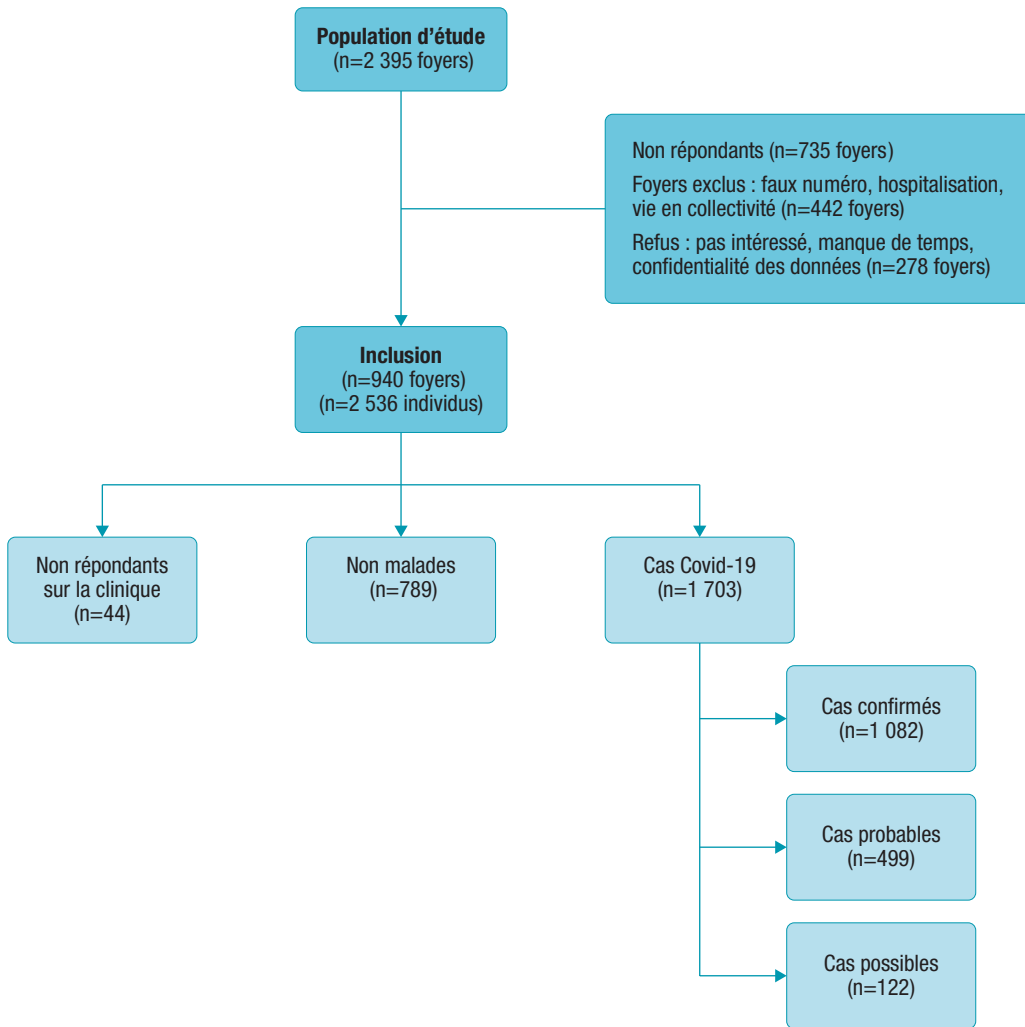 Population d'étude
(n=2 395 foyers)
Non répondants (n=735 foyers)
Foyers exclus : faux numéro, hospitalisation,
vie en collectivité (n=442 foyers)
Refus : pas intéressé, manque de temps,
confidentialité des données (n=278 foyers)
Inclusion
(n=940 foyers)
(n=2 536 individus)
Non répondants
sur la clinique
(n=44)
Non malades
(n=789)
Cas Covid-19
(n=1 703)
Cas confirmés
(n=1 082)
Cas probables
(n=499)
Cas possibles
(n=122)